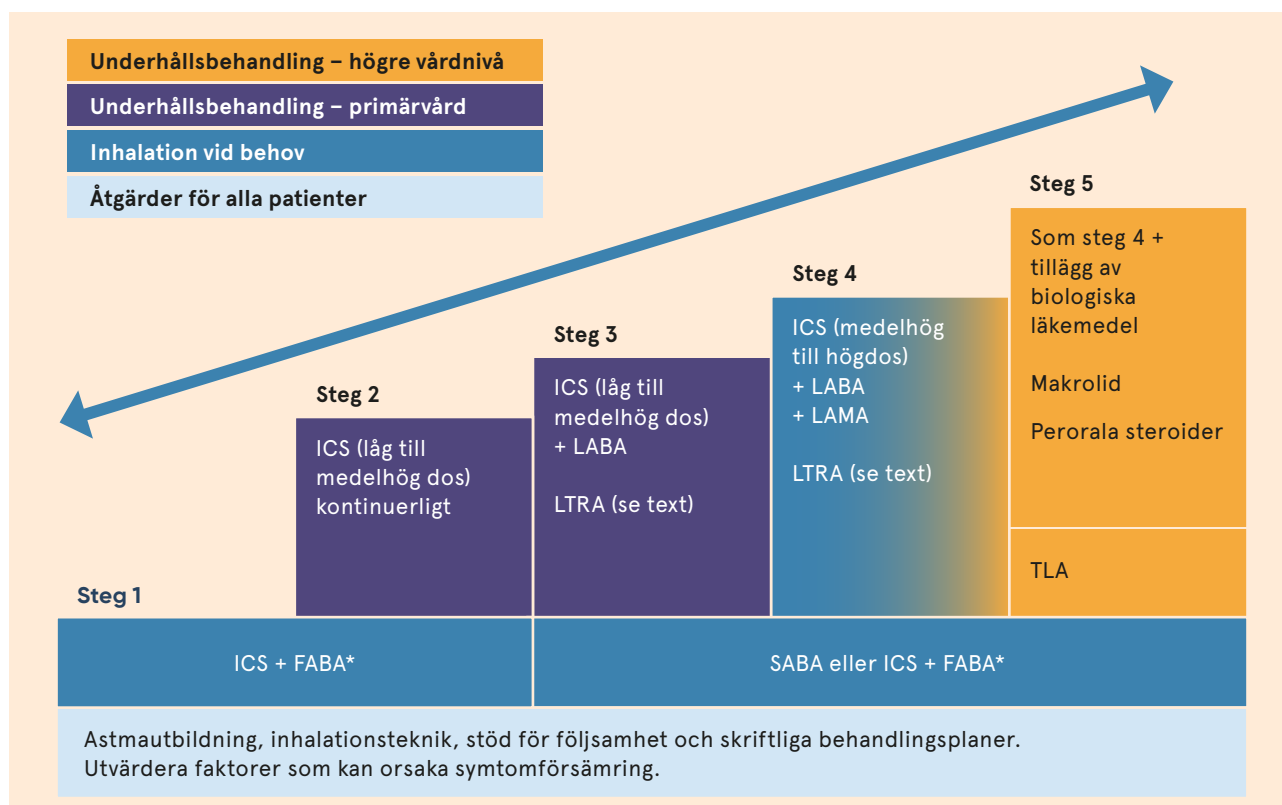 Underhållsbehandling – högre vårdnivå
Underhållsbehandling – primärvård
Inhalation vid behov
Åtgärder för alla patienter
Steg 1
Steg 2
ICS (låg till
medelhög dos)
kontinuerligt
Steg 3
ICS (låg till
medelhög dos)
+ LABA
LTRA (se text)
Steg 4
ICS (medelhög
till högdos)
+ LABA
+ LAMA
LTRA (se text)
Steg 5
Som steg 4 +
tillägg av
biologiska
läkemedel
Makrolid
Perorala steroider
TLA
ICS + FABA*
SABA eller ICS + FABA*
Astmautbildning, inhalationsteknik, stöd för följsamhet och skriftliga behandlingsplaner.
Utvärdera faktorer som kan orsaka symtomförsämring.